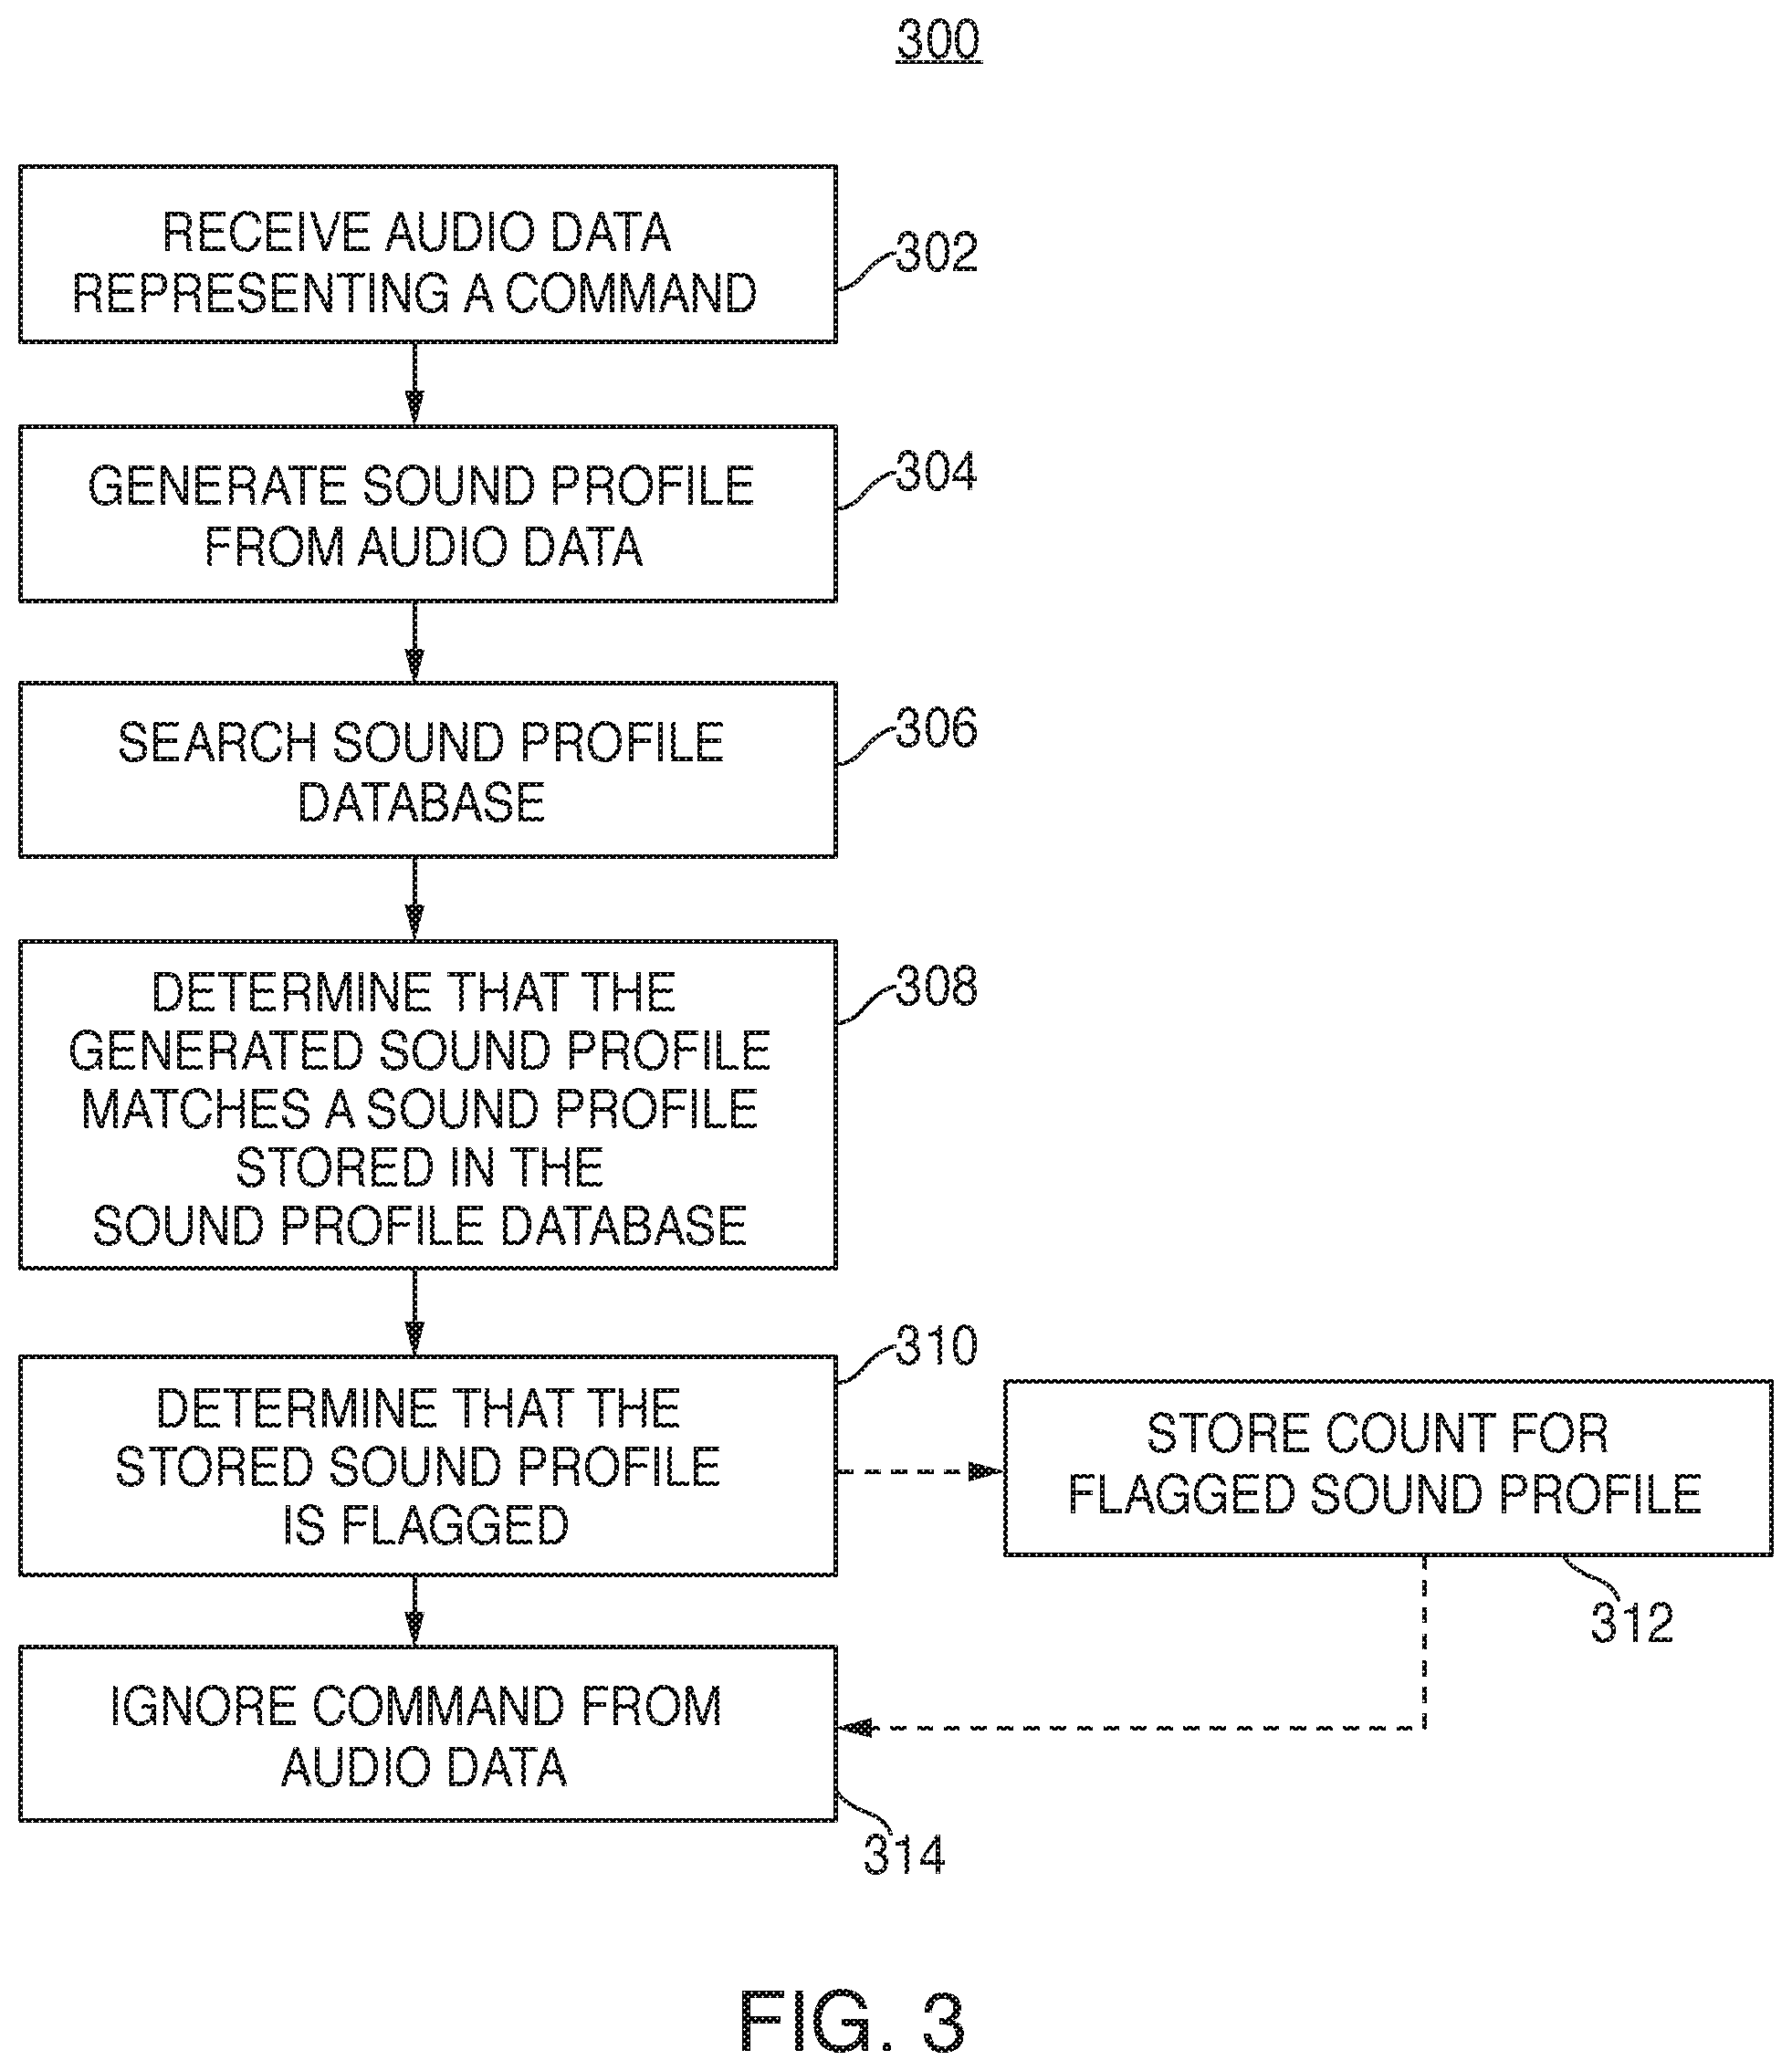 300
RECEIVE AUDIO DATA
REPRESENTING A COMMAND
302
GENERATE SOUND PROFILE
FROM AUDIO DATA
304
SEARCH SOUND PROFILE
DATABASE
306
DETERMINE THAT THE
GENERATED SOUND PROFILE
MATCHES A SOUND PROFILE
STORED IN THE
SOUND PROFILE DATABASE
308
DETERMINE THAT THE
STORED SOUND PROFILE
IS FLAGGED
310
STORE COUNT FOR
FLAGGED SOUND PROFILE
312
IGNORE COMMAND FROM
AUDIO DATA
314
FIG. 3